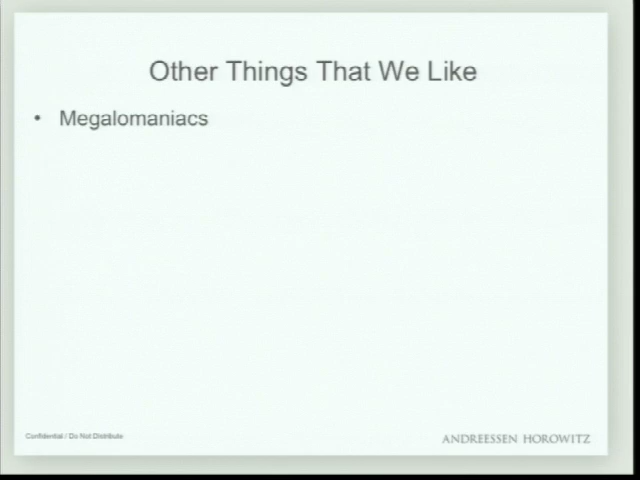 Other Things That We Like
• Megalomaniacs
Confidential / Do Not Distribute
ANDREESSEN HOROWITZ